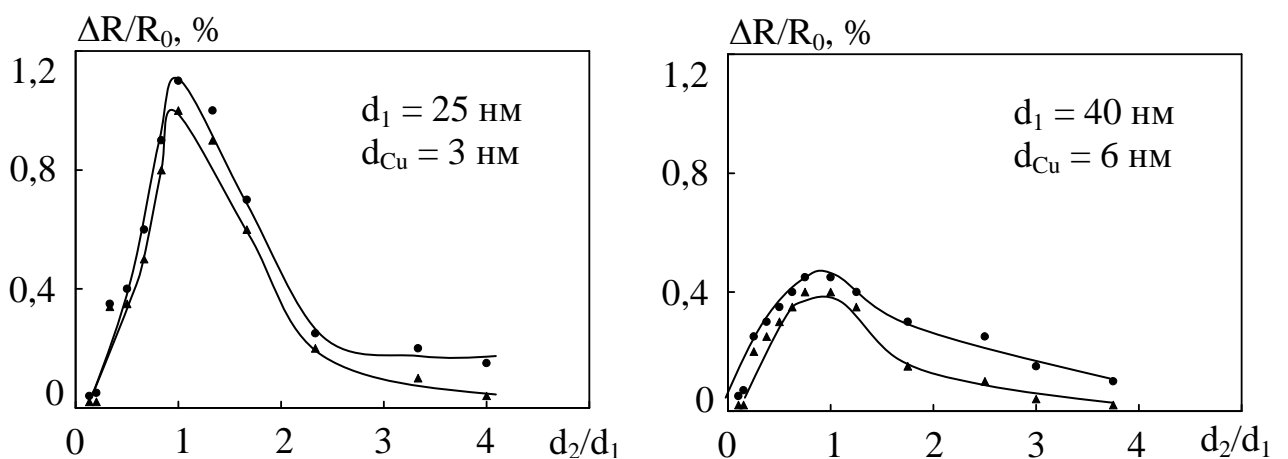 ΔR/R₀, %
1,2
0,8
0,4
0
d₁ = 25 нм
d_Cu = 3 нм
0 1 2 3 4 d₂/d₁
ΔR/R₀, %
1,2
0,8
0,4
0
d₁ = 40 нм
d_Cu = 6 нм
0 1 2 3 4 d₂/d₁